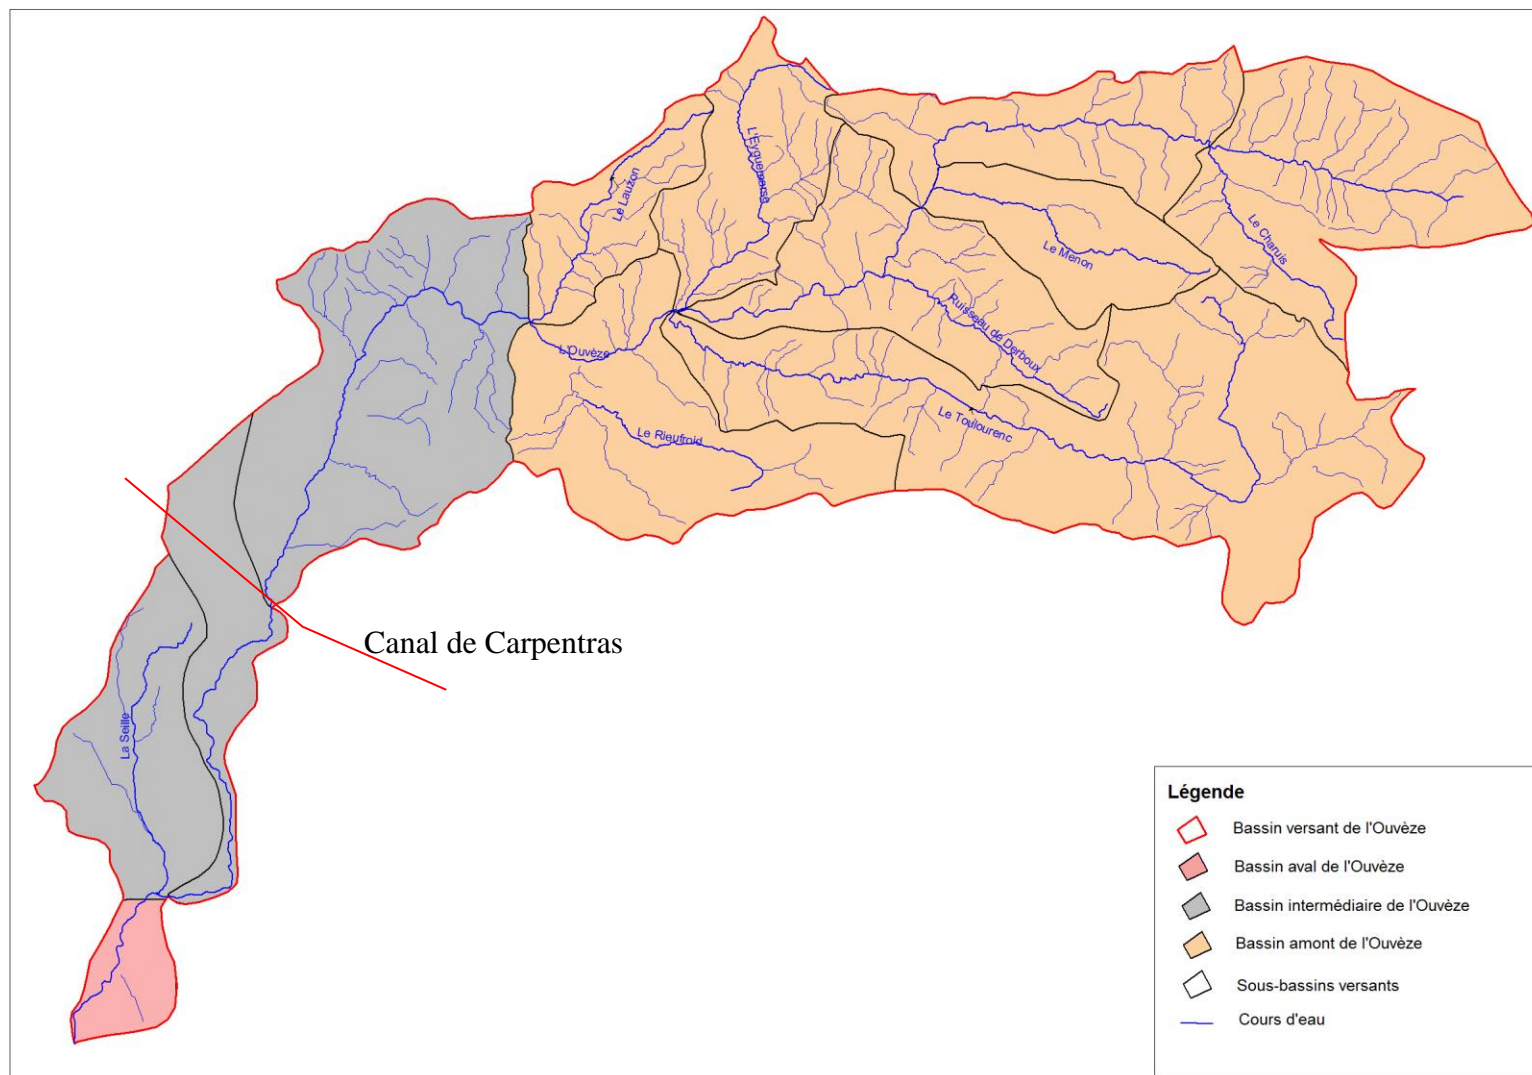 L'Eyguemarse
Le Lauzon
Le Charuis
Le Menon
Ruisseau de Derboux
L'Ouvèze
Le Toulourenc
Le Rieufroid
Canal de Carpentras
La Seille
Légende
Bassin versant de l'Ouvèze
Bassin aval de l'Ouvèze
Bassin intermédiaire de l'Ouvèze
Bassin amont de l'Ouvèze
Sous-bassins versants
Cours d'eau